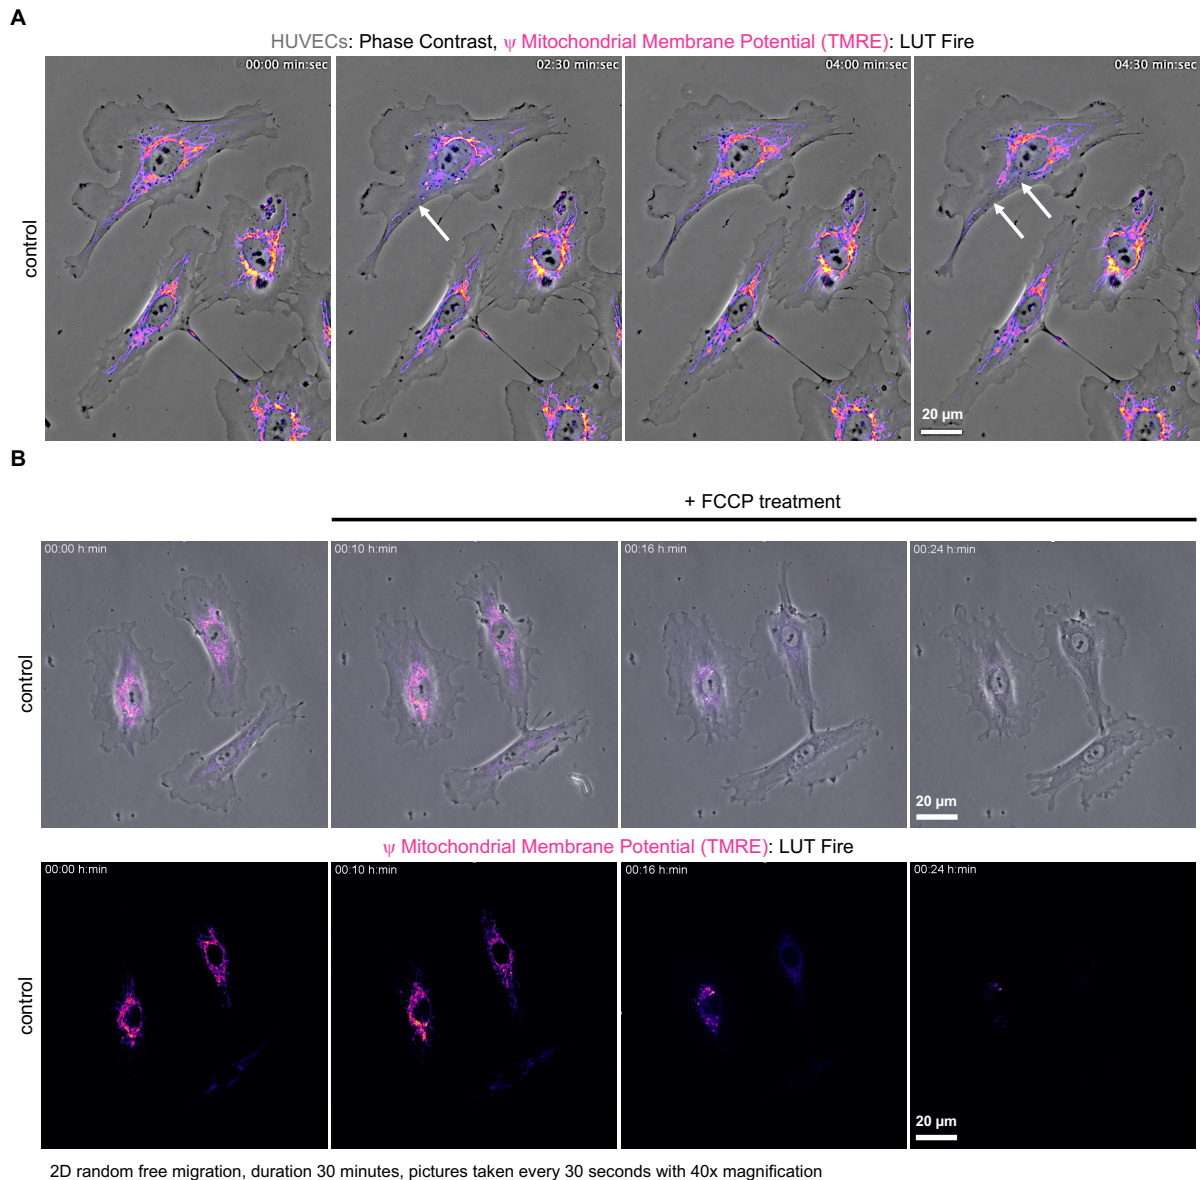 A
HUVECs: Phase Contrast, ψ Mitochondrial Membrane Potential (TMRE): LUT Fire
control
00:00 min:sec
02:30 min:sec
04:00 min:sec
04:30 min:sec
20 µm
B
+ FCCP treatment
control
00:00 h:min
00:10 h:min
00:16 h:min
00:24 h:min
20 µm
ψ Mitochondrial Membrane Potential (TMRE): LUT Fire
control
00:00 h:min
00:10 h:min
00:16 h:min
00:24 h:min
20 µm
2D random free migration, duration 30 minutes, pictures taken every 30 seconds with 40x magnification